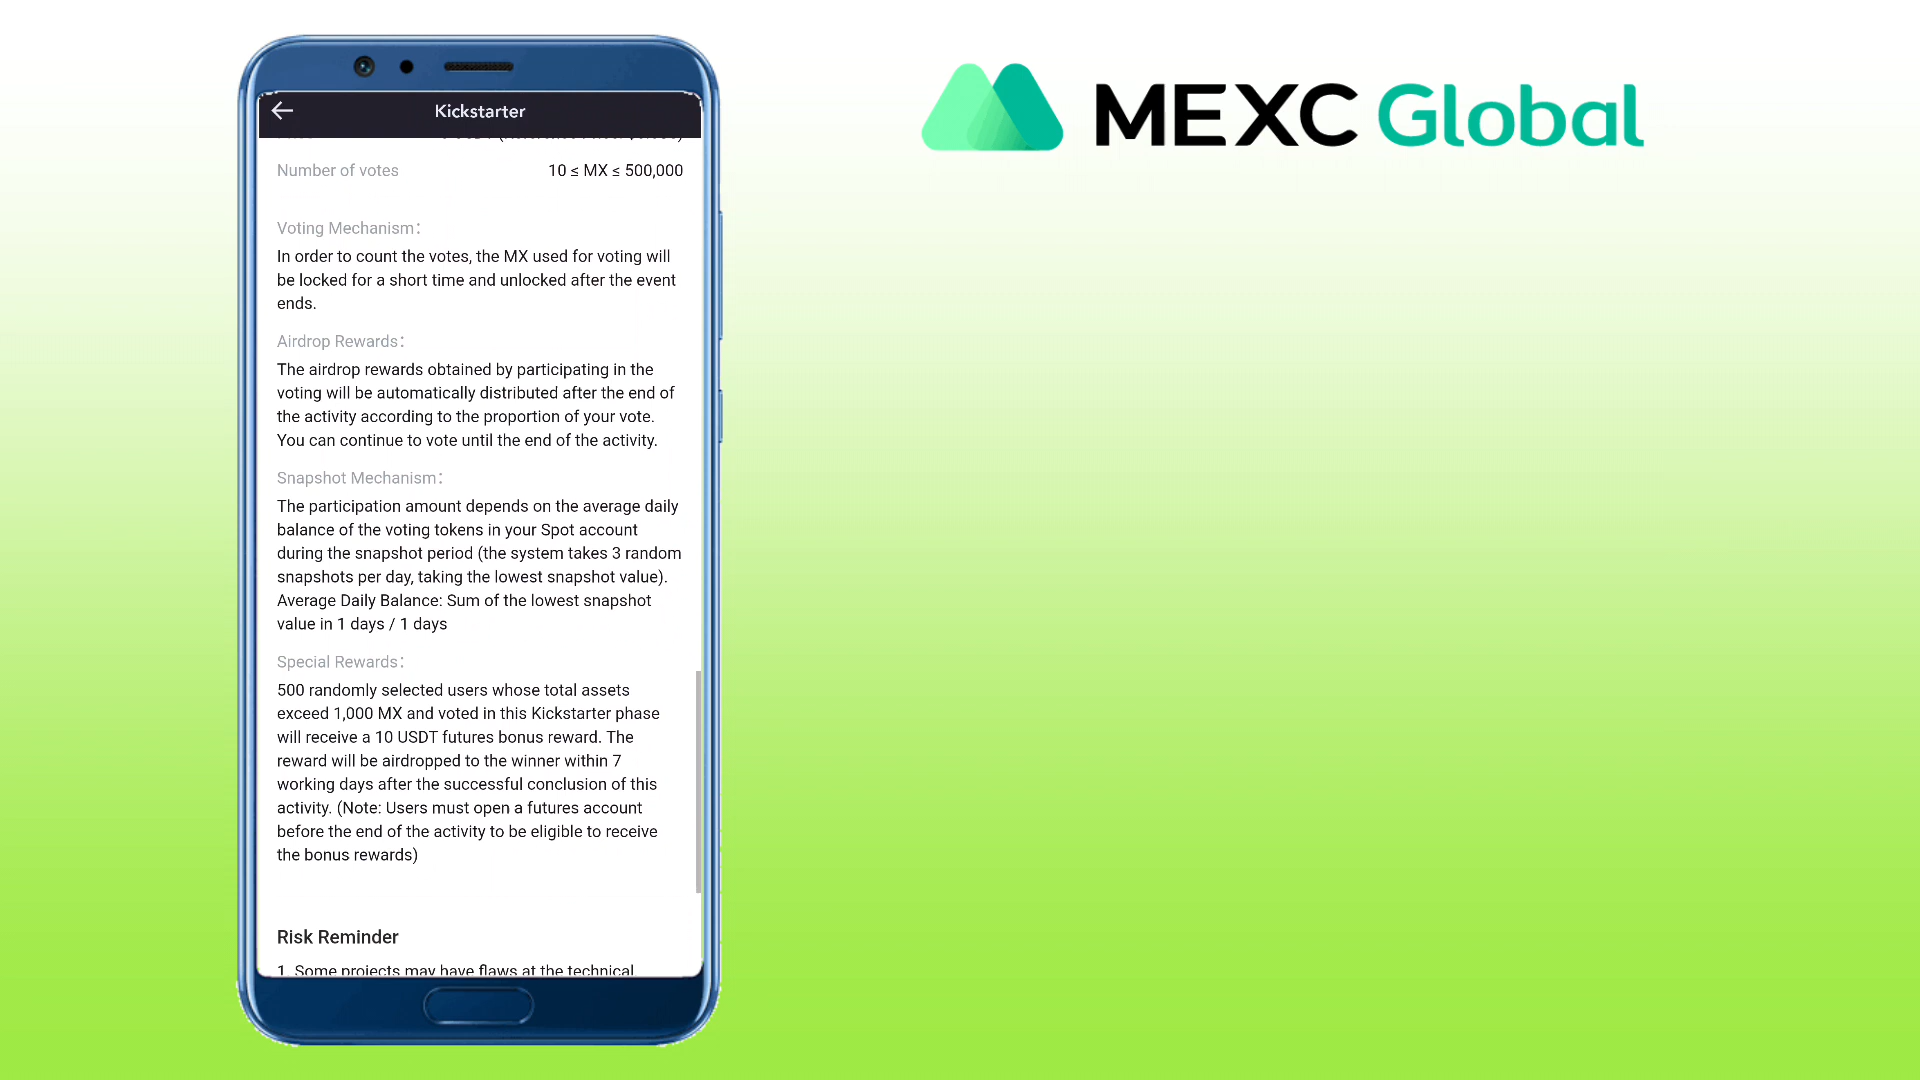 Kickstarter
MEXC Global
Number of votes 10 ≤ MX ≤ 500,000
Voting Mechanism：
In order to count the votes, the MX used for voting will
be locked for a short time and unlocked after the event
ends.
Airdrop Rewards：
The airdrop rewards obtained by participating in the
voting will be automatically distributed after the end of
the activity according to the proportion of your vote.
You can continue to vote until the end of the activity.
Snapshot Mechanism：
The participation amount depends on the average daily
balance of the voting tokens in your Spot account
during the snapshot period (the system takes 3 random
snapshots per day, taking the lowest snapshot value).
Average Daily Balance: Sum of the lowest snapshot
value in 1 days / 1 days
Special Rewards：
500 randomly selected users whose total assets
exceed 1,000 MX and voted in this Kickstarter phase
will receive a 10 USDT futures bonus reward. The
reward will be airdropped to the winner within 7
working days after the successful conclusion of this
activity. (Note: Users must open a futures account
before the end of the activity to be eligible to receive
the bonus rewards)
Risk Reminder
1. Some projects may have flaws at the technical,